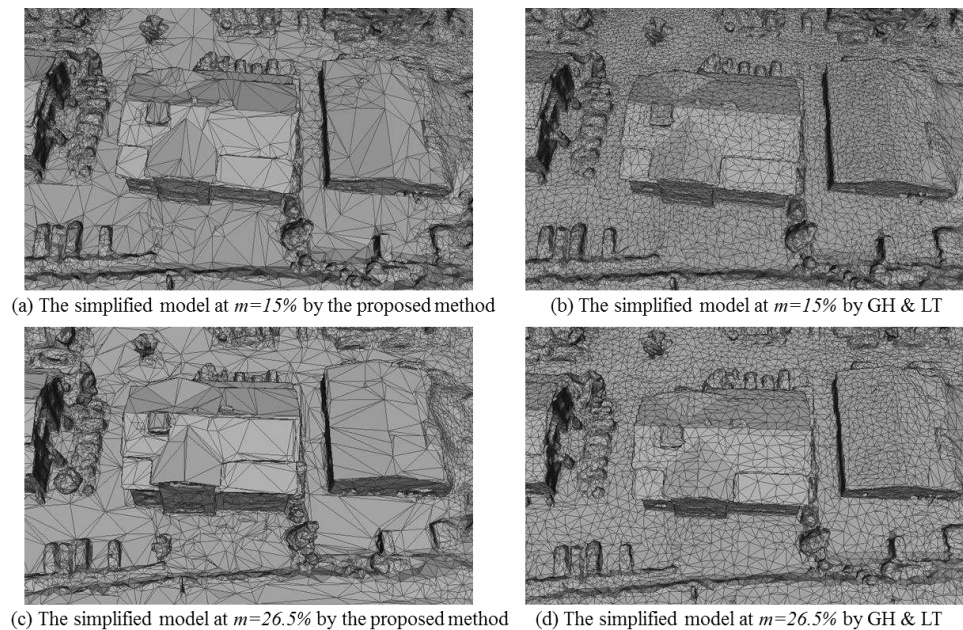 (a) The simplified model at m=15% by the proposed method
(b) The simplified model at m=15% by GH & LT
(c) The simplified model at m=26.5% by the proposed method
(d) The simplified model at m=26.5% by GH & LT